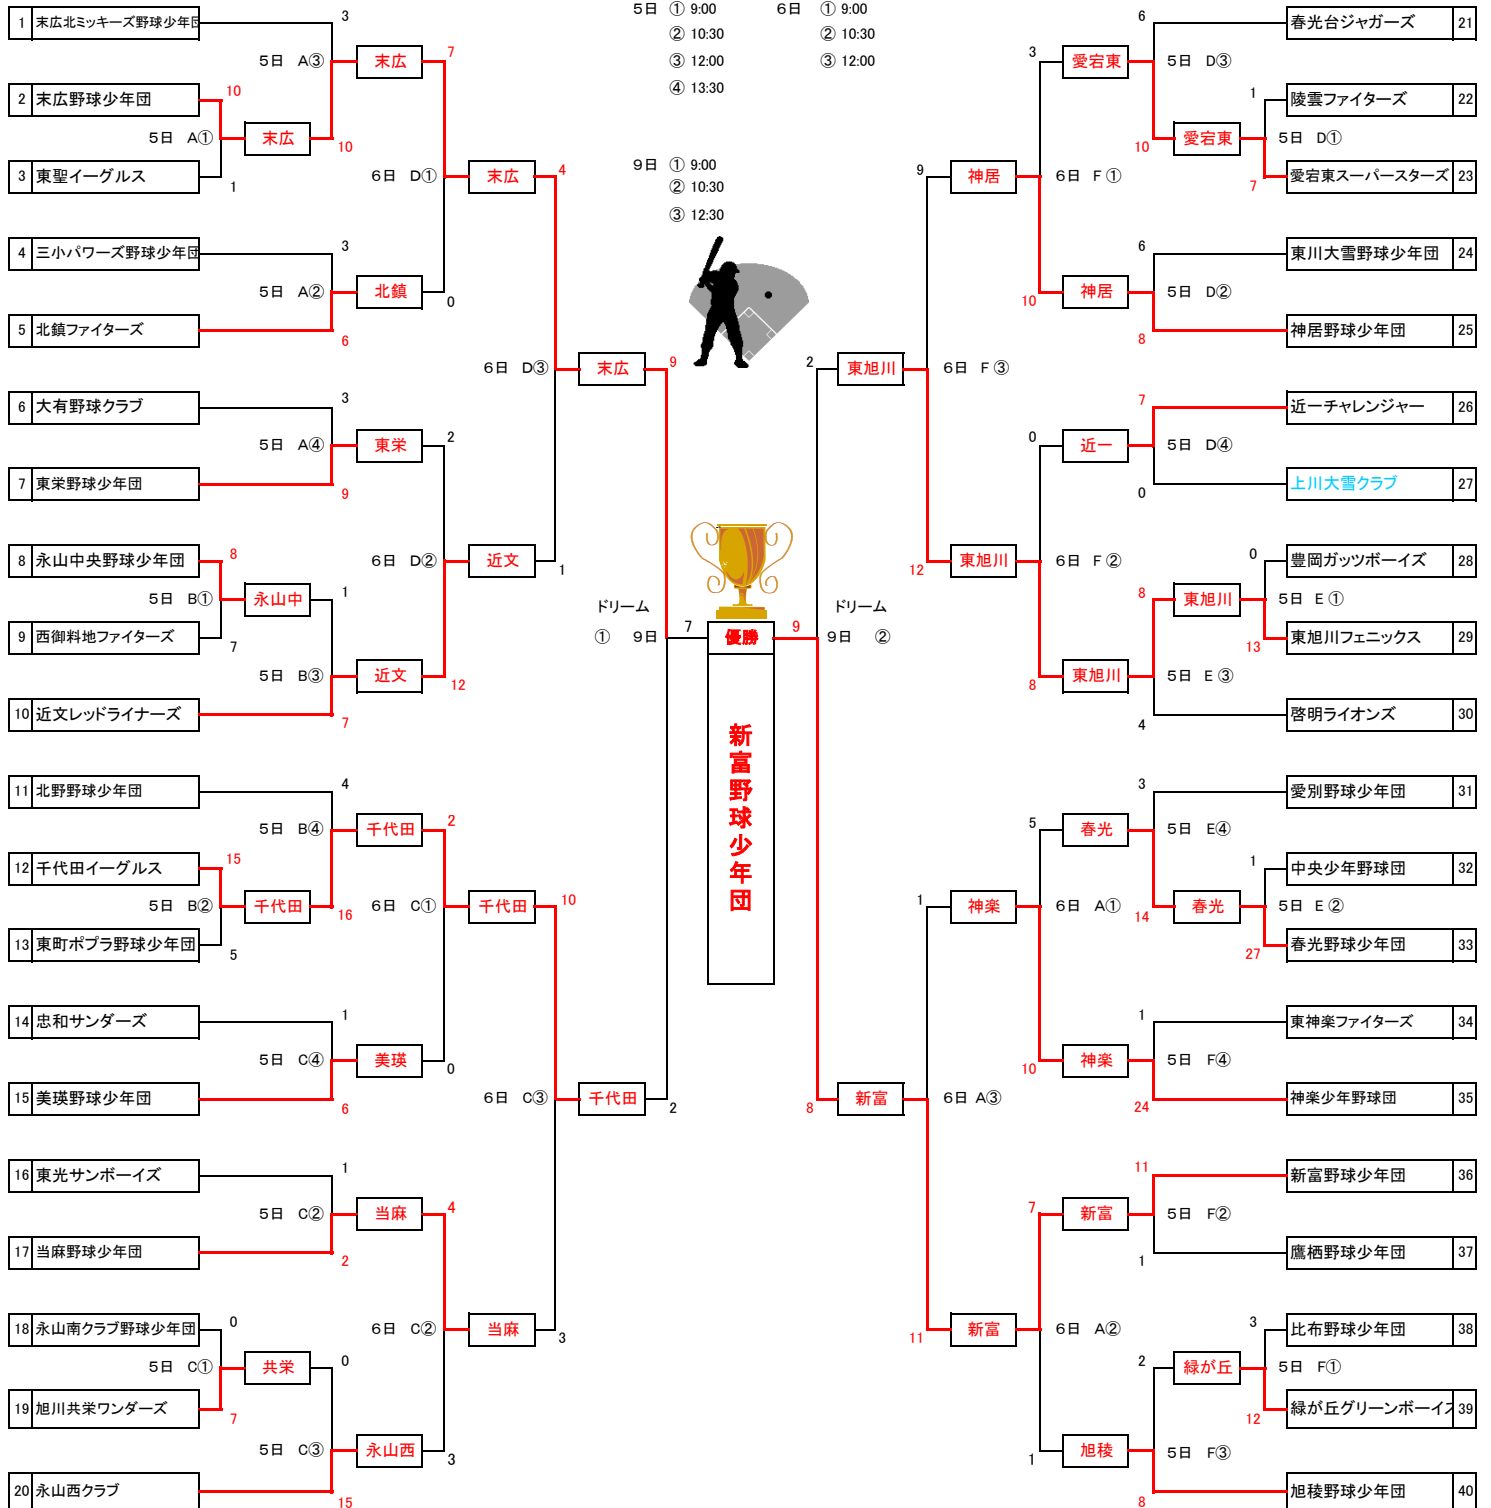 5日 ① 9:00
② 10:30
③ 12:00
④ 13:30
6日 ① 9:00
② 10:30
③ 12:00
9日 ① 9:00
② 10:30
③ 12:30
1 末広北ミッキーズ野球少年団
3
5日 A③
末広
7
2 末広野球少年団
10
5日 A①
末広
10
3 東聖イーグルス
1
6日 D①
末広
4
4 三小パワーズ野球少年団
3
5日 A②
北鎮
0
5 北鎮ファイターズ
6
6日 D③
末広
9
6 大有野球クラブ
3
5日 A④
東栄
2
7 東栄野球少年団
9
8 永山中央野球少年団
8
6日 D②
近文
1
5日 B①
永山中
1
9 西御料地ファイターズ
7
5日 B③
近文
12
10 近文レッドライナーズ
7
ドリーム
① 9日
7
11 北野野球少年団
4
5日 B④
千代田
2
12 千代田イーグルス
15
5日 B②
千代田
16
6日 C①
千代田
10
13 東町ポプラ野球少年団
5
14 忠和サンダーズ
1
5日 C④
美瑛
0
15 美瑛野球少年団
6
6日 C③
千代田
2
16 東光サンボーイズ
1
5日 C②
当麻
4
17 当麻野球少年団
2
18 永山南クラブ野球少年団
0
6日 C②
当麻
3
5日 C①
共栄
0
19 旭川共栄ワンダーズ
7
5日 C③
永山西
3
20 永山西クラブ
15
優勝
新富野球少年団
9
ドリーム
9日 ②
6
春光台ジャガーズ 21
3
愛宕東
5日 D③
1
陵雲ファイターズ 22
10
愛宕東
5日 D①
9
神居
6日 F①
7
愛宕東スーパースターズ 23
6
東川大雪野球少年団 24
10
神居
5日 D②
8
神居野球少年団 25
2
東旭川
6日 F③
7
近一チャレンジャー 26
0
近一
5日 D④
0
上川大雪クラブ 27
12
東旭川
6日 F②
0
豊岡ガッツボーイズ 28
8
東旭川
5日 E①
13
東旭川フェニックス 29
8
東旭川
5日 E③
4
啓明ライオンズ 30
3
愛別野球少年団 31
5
春光
5日 E④
1
中央少年野球団 32
14
春光
5日 E②
1
神楽
6日 A①
27
春光野球少年団 33
1
東神楽ファイターズ 34
10
神楽
5日 F④
24
神楽少年野球団 35
8
新富
6日 A③
11
新富野球少年団 36
7
新富
5日 F②
1
鷹栖野球少年団 37
11
新富
6日 A②
3
比布野球少年団 38
2
緑が丘
5日 F①
12
緑が丘グリーンボーイズ 39
1
旭稜
5日 F③
8
旭稜野球少年団 40